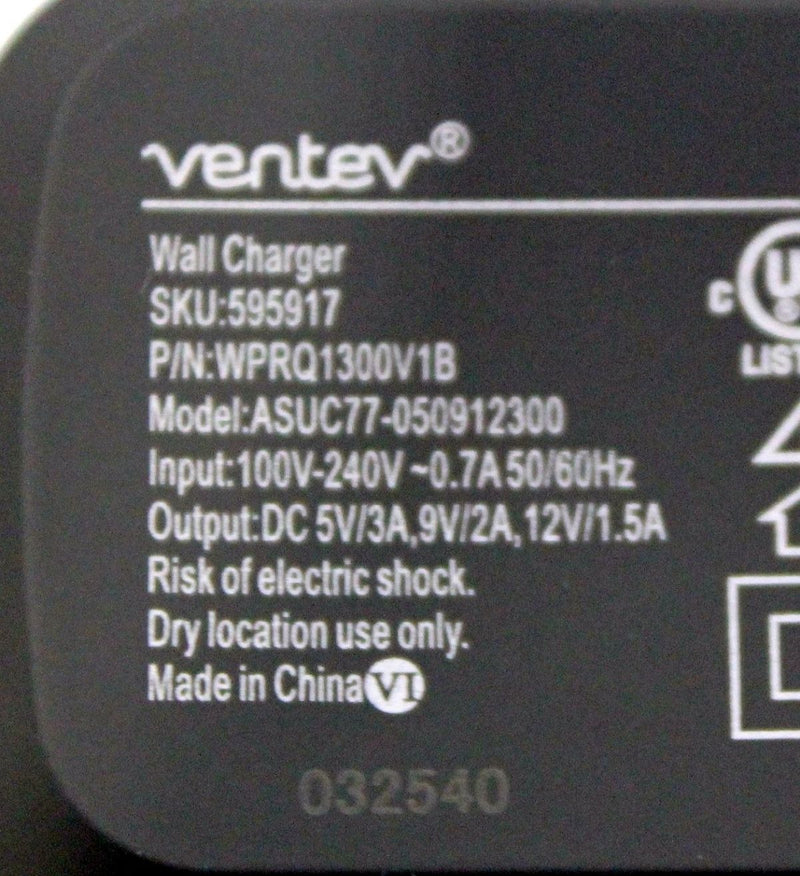 ventev®
Wall Charger
SKU:595917
P/N:WPRQ1300V1B
Model:ASUC77-050912300
Input:100V-240V ~0.7A 50/60Hz
Output:DC 5V/3A,9V/2A,12V/1.5A
Risk of electric shock.
Dry location use only.
Made in China VI
032540
C U
LIST